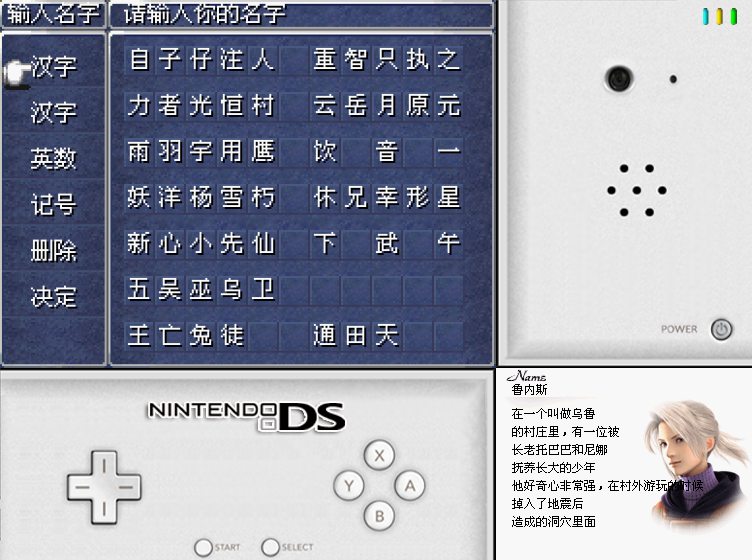 输入名字 请输入你的名字
汉字
汉字
英数
记号
删除
决定
自子仔注人 重智只执之
力者光恒村 云岳月原元
雨羽宇用鹰 饮 音 一
妖洋杨雪朽 休兄幸形星
新心小先仙 下 武 午
五吴巫乌卫
王亡兔徒 通田天
POWER
NINTENDO DS
X
Y A
B
START SELECT
Name
鲁内斯
在一个叫做乌鲁
的村庄里，有一位被
长老托巴巴和尼娜
抚养长大的少年
他好奇心非常强，在村外游玩的时候
掉入了地震后
造成的洞穴里面